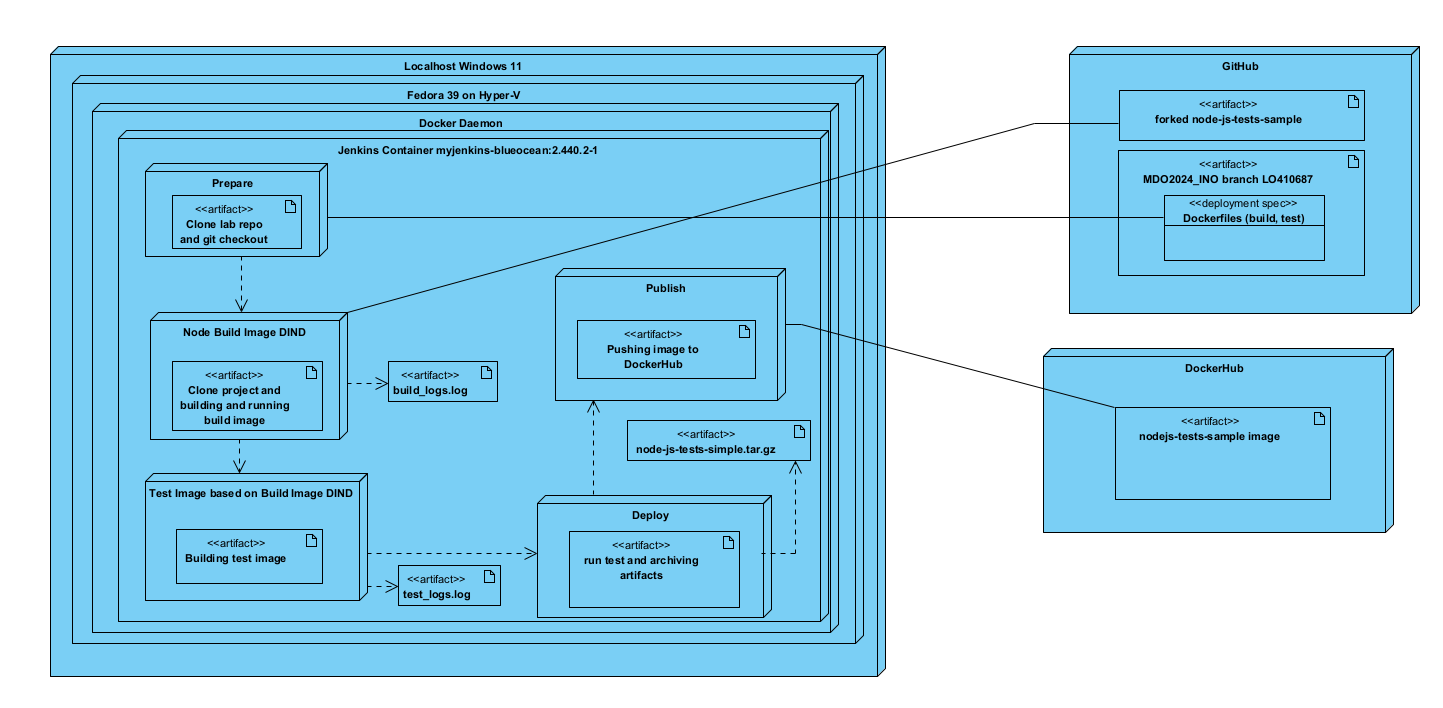 Localhost Windows 11
Fedora 39 on Hyper-V
Docker Daemon
Jenkins Container myjenkins-blueocean:2.440.2-1
Prepare
<<artifact>>
Clone lab repo
and git checkout
Node Build Image DIND
<<artifact>>
Clone project and
building and running
build image
<<artifact>>
build_logs.log
Test Image based on Build Image DIND
<<artifact>>
Building test image
<<artifact>>
test_logs.log
Publish
<<artifact>>
Pushing image to
DockerHub
<<artifact>>
node-js-tests-simple.tar.gz
Deploy
<<artifact>>
run test and archiving
artifacts
GitHub
<<artifact>>
forked node-js-tests-sample
<<artifact>>
MDO2024_INO branch LO410687
<<deployment spec>>
Dockerfiles (build, test)
DockerHub
<<artifact>>
nodejs-tests-sample image